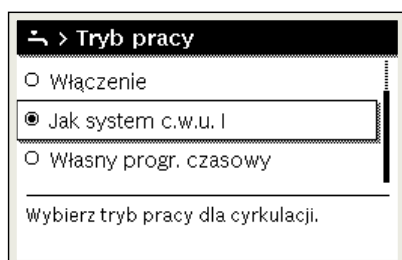 > Tryb pracy
Włączenie
Jak system c.w.u. I
Własny progr. czasowy
Wybierz tryb pracy dla cyrkulacji.